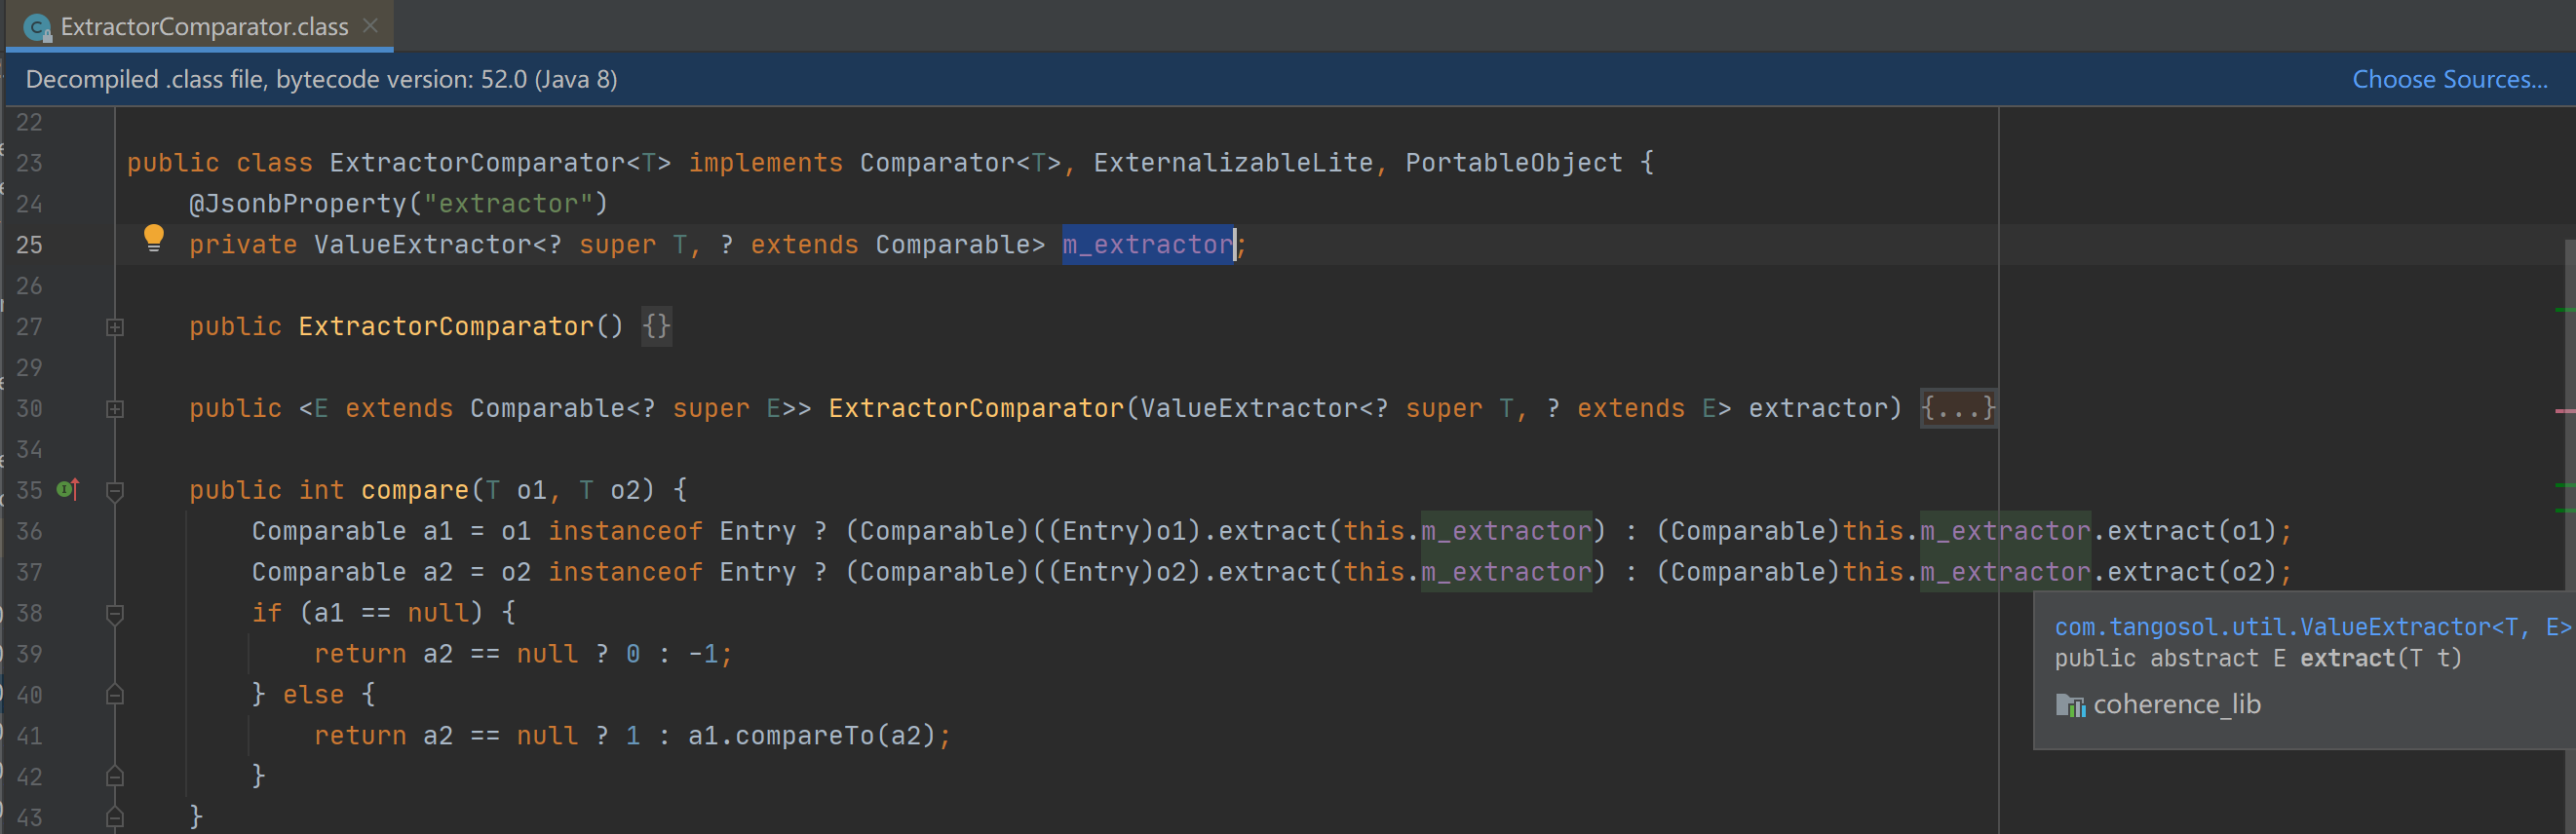 ExtractorComparator.class
Decompiled .class file, bytecode version: 52.0 (Java 8)
Choose Sources...
22
23 public class ExtractorComparator<T> implements Comparator<T>, ExternalizableLite, PortableObject {
24 @JsonbProperty("extractor")
25 private ValueExtractor<? super T, ? extends Comparable> m_extractor;
26
27 public ExtractorComparator() {}
29
30 public <E extends Comparable<? super E>> ExtractorComparator(ValueExtractor<? super T, ? extends E> extractor) {...}
34
35 public int compare(T o1, T o2) {
36 Comparable a1 = o1 instanceof Entry ? (Comparable)((Entry)o1).extract(this.m_extractor) : (Comparable)this.m_extractor.extract(o1);
37 Comparable a2 = o2 instanceof Entry ? (Comparable)((Entry)o2).extract(this.m_extractor) : (Comparable)this.m_extractor.extract(o2);
38 if (a1 == null) {
39 return a2 == null ? 0 : -1;
40 } else {
41 return a2 == null ? 1 : a1.compareTo(a2);
42 }
43 }
com.tangosol.util.ValueExtractor<T, E>
public abstract E extract(T t)
coherence_lib